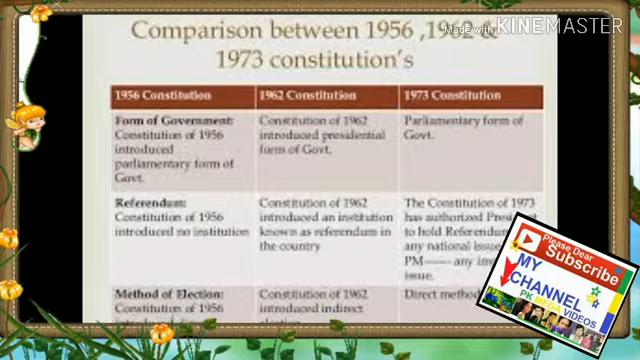 Made with KINEMASTER
Comparison between 1956 ,1962 &
1973 constitution's
1956 Constitution
1962 Constitution
1973 Constitution
Form of Government:
Constitution of 1956
introduced
parliamentary form of
Govt.
Constitution of 1962
introduced presidential
form of Govt.
Parliamentary form of
Govt.
Referendum:
Constitution of 1956
introduced no institution
Constitution of 1962
introduced an institution
known as referendum in
the country
The Constitution of 1973
has authorized
to hold
any national issue
PM------ any
issue.
Method of Election:
Constitution of 1956
Constitution of 1962
introduced indirect
Direct method
Please Dear
Subscribe
MY
CHANNEL
PK MEGA VIDEOS